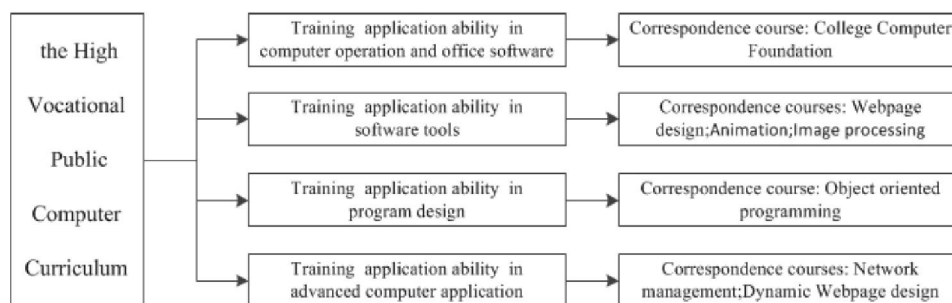 the High
Vocational
Public
Computer
Curriculum
Training application ability in
computer operation and office software
Correspondence course: College Computer
Foundation
Training application ability in
software tools
Correspondence courses: Webpage
design;Animation;Image processing
Training application ability in
program design
Correspondence course: Object oriented
programming
Training application ability in
advanced computer application
Correspondence courses: Network
management;Dynamic Webpage design